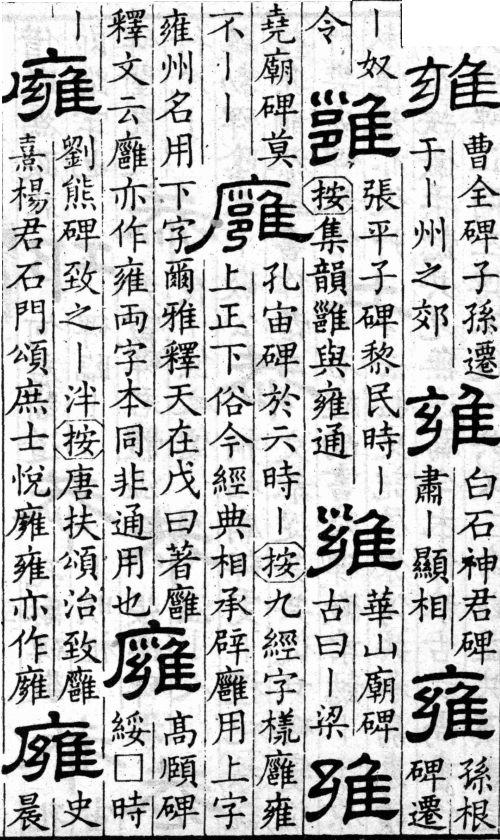 雍
曹全碑子孫遷
于丨州之郊
雍
白石神君碑
肅丨顯相
雍
孫根
碑遷
丨奴
令
雝
張平子碑黎民時丨
按集韻雝與雍通
雍
華山廟碑
古曰丨梁
雍
堯廟碑莫
不丨丨
廱
孔宙碑於亓時丨按九經字樣廱雍
上正下俗今經典相承辟廱用上字
雍州名用下字爾雅釋天在戊曰著廱
釋文云廱亦作雍兩字本同非通用也
廱
高頤碑
綏□時
丨
廱
劉熊碑致之丨泮按唐扶頌治致廱
熹楊君石門頌庶士悅廱雍亦作廱
廱
史
晨